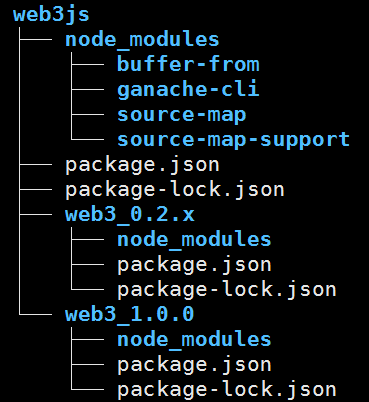 web3js
node_modules
buffer-from
ganache-cli
source-map
source-map-support
package.json
package-lock.json
web3_0.2.x
node_modules
package.json
package-lock.json
web3_1.0.0
node_modules
package.json
package-lock.json